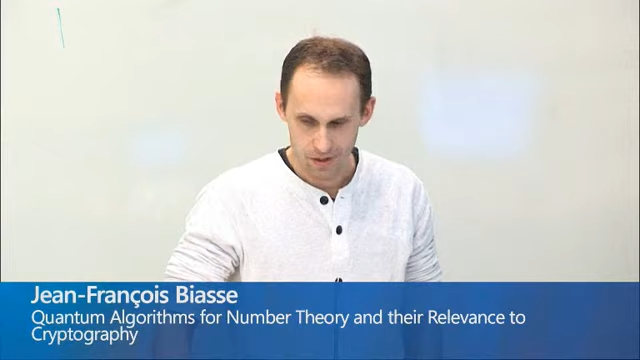 Jean-François Biasse
Quantum Algorithms for Number Theory and their Relevance to
Cryptography